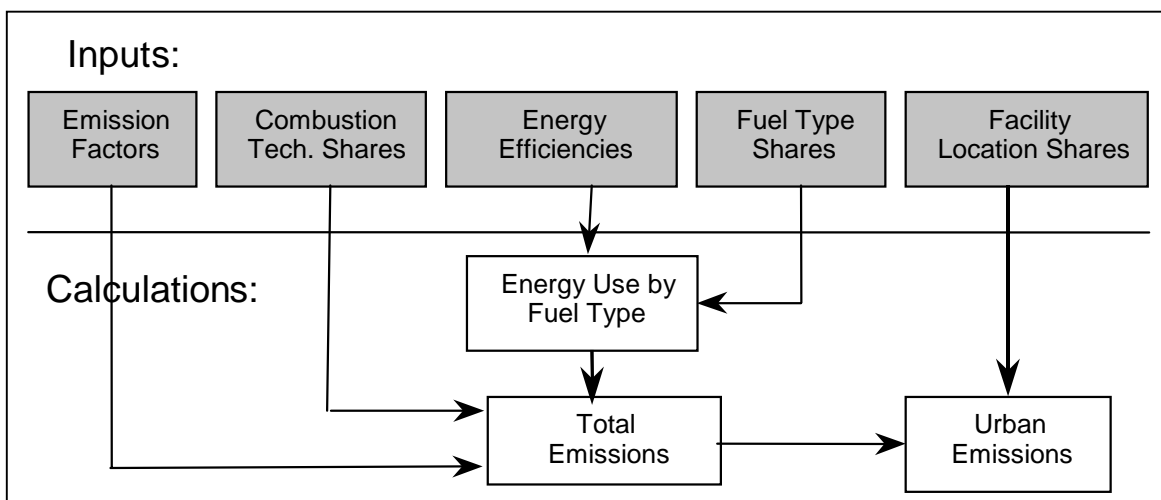 Inputs:
Emission
Factors
Combustion
Tech. Shares
Energy
Efficiencies
Fuel Type
Shares
Facility
Location Shares
Calculations:
Energy Use by
Fuel Type
Total
Emissions
Urban
Emissions